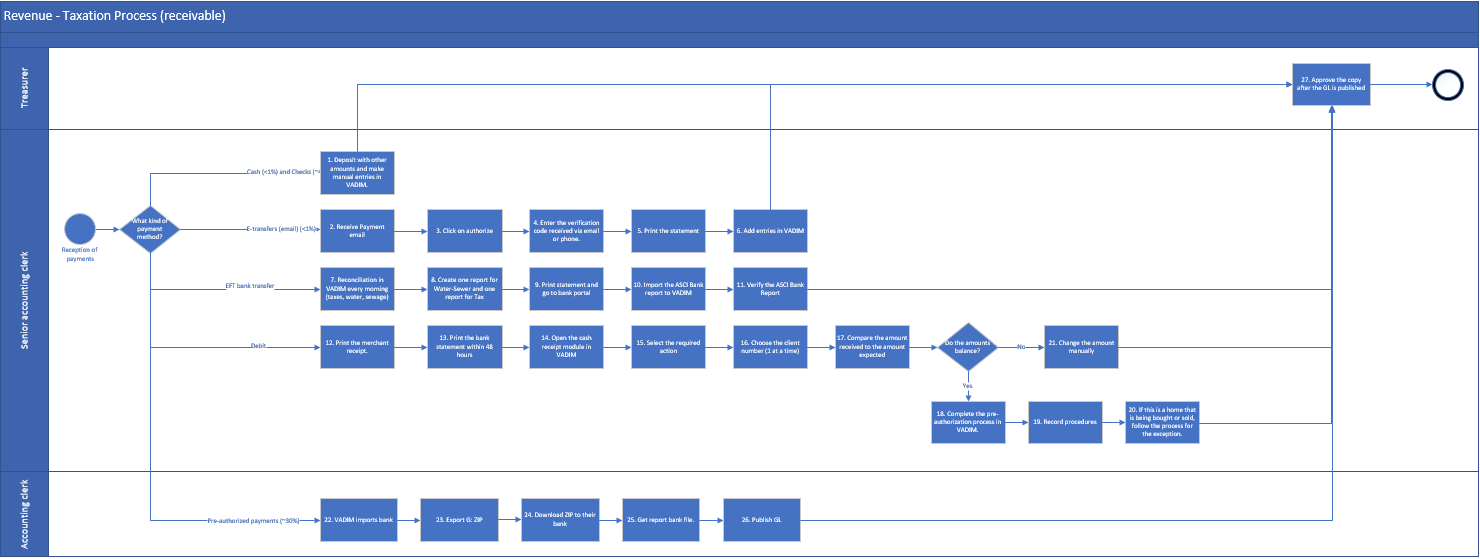 Revenue - Taxation Process (receivable)
Treasurer
27. Approve the copy
after the GL is published
Senior accounting clerk
Reception of
payments
What kind of
payment
method?
Cash (<1%) and Checks (~
1. Deposit with other
amounts and make
manual entries in
VADIM.
E-transfers (email) (<1%)
2. Receive Payment
email
3. Click on authorize
4. Enter the verification
code received via email
or phone.
5. Print the statement
6. Add entries in VADIM
EFT bank transfer
7. Reconciliation in
VADIM every morning
(taxes, water, sewage)
8. Create one report for
Water-Sewer and one
report for Tax
9. Print statement and
go to bank portal
10. Import the ASCI Bank
report to VADIM
11. Verify the ASCI Bank
Report
Debit
12. Print the merchant
receipt.
13. Print the bank
statement within 48
hours
14. Open the cash
receipt module in
VADIM
15. Select the required
action
16. Choose the client
number (1 at a time)
17. Compare the amount
received to the amount
expected
Do the amounts
balance?
No
21. Change the amount
manually
Yes
18. Complete the pre-
authorization process in
VADIM.
19. Record procedures
20. If this is a home that
is being bought or sold,
follow the process for
the exception.
Accounting clerk
Pre-authorized payments (~30%)
22. VADIM imports bank
23. Export G: ZIP
24. Download ZIP to their
bank
25. Get report bank file.
26. Publish GL